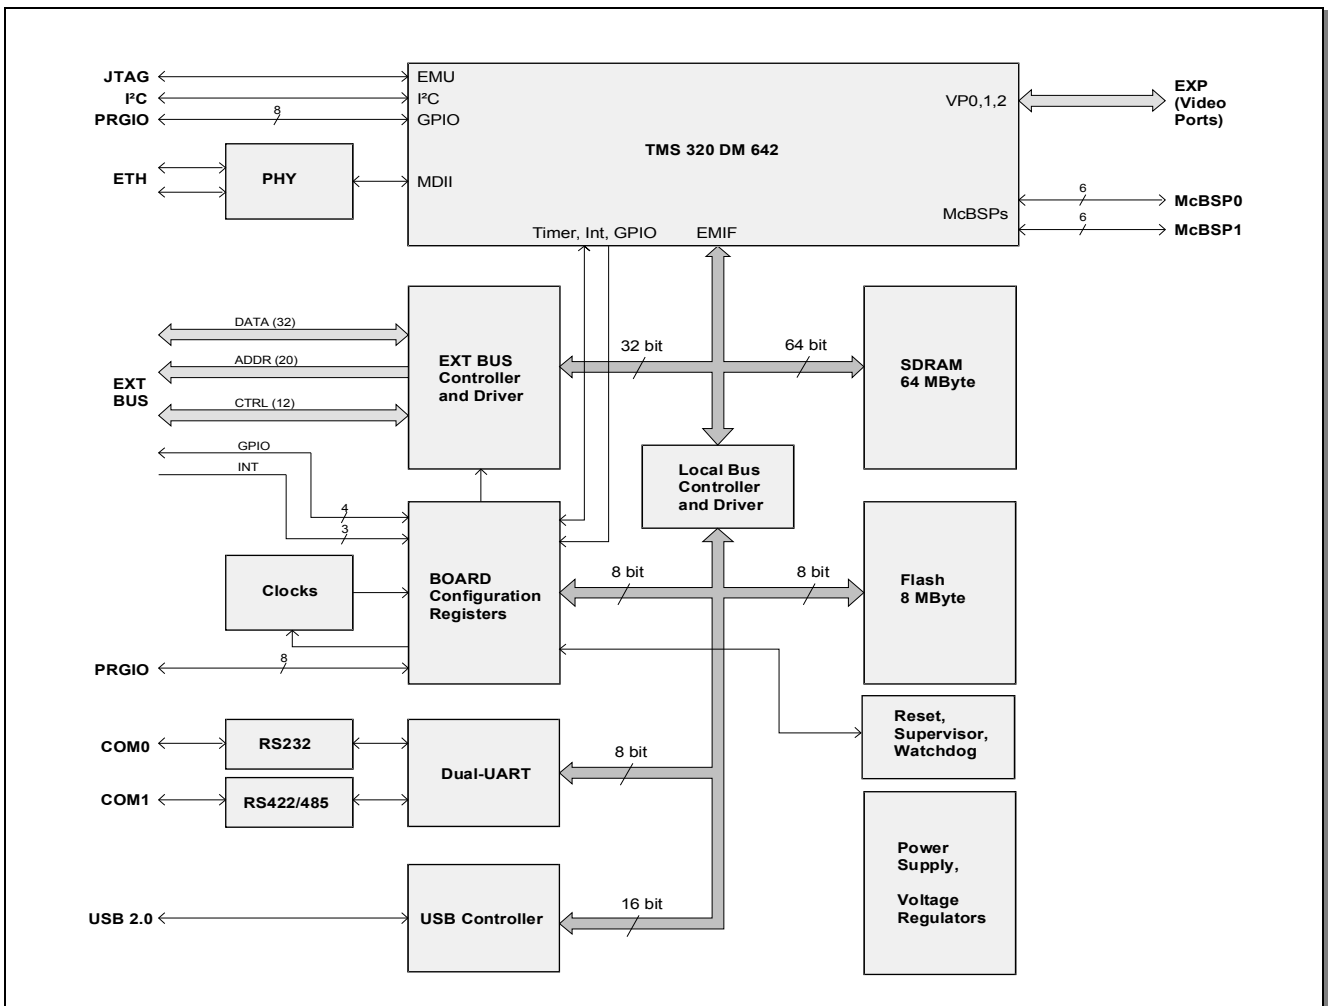 JTAG
EMU
I²C
I²C
PRGIO
8
GPIO
VP0,1,2
EXP
(Video
Ports)
TMS 320 DM 642
ETH
PHY
MDII
6
McBSP0
McBSPs
6
McBSP1
Timer, Int, GPIO
EMIF
DATA (32)
ADDR (20)
CTRL (12)
EXT
BUS
GPIO
INT
4
3
EXT BUS
Controller
and Driver
32 bit
64 bit
SDRAM
64 MByte
Local Bus
Controller
and Driver
Clocks
BOARD
Configuration
Registers
8 bit
8 bit
Flash
8 MByte
PRGIO
8
Reset,
Supervisor,
Watchdog
COM0
RS232
Dual-UART
8 bit
COM1
RS422/485
Power
Supply,
Voltage
Regulators
USB 2.0
USB Controller
16 bit